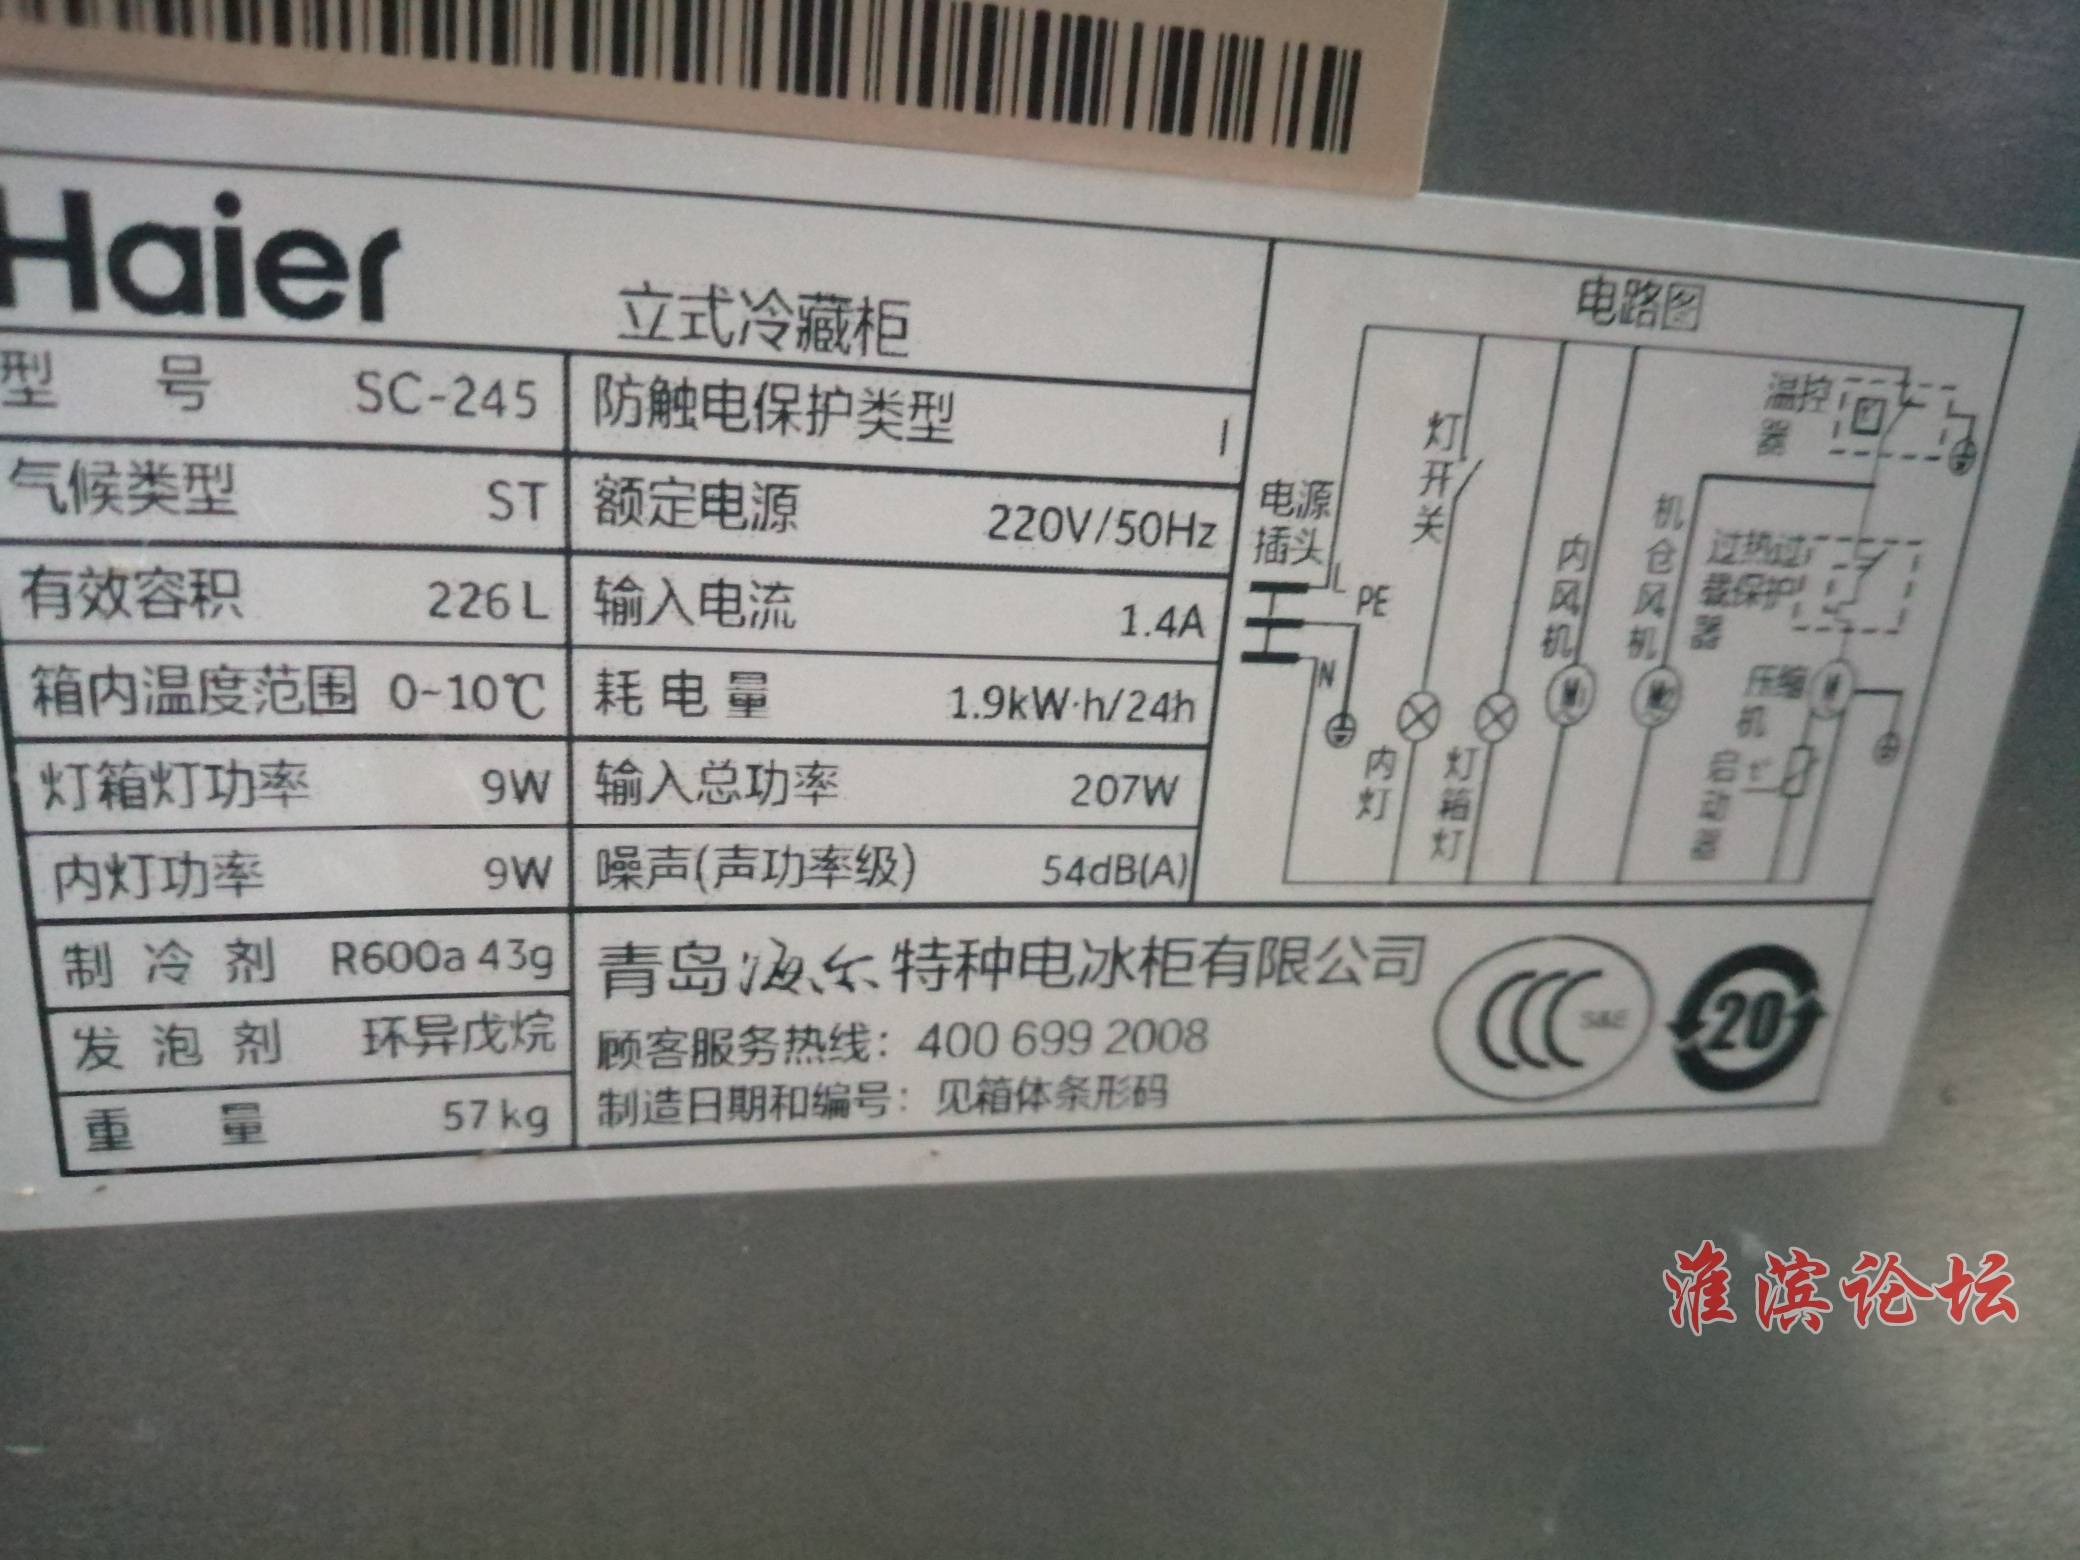 Haier
立式冷藏柜
型号 SC-245
防触电保护类型 I
气候类型 ST
额定电源 220V/50Hz
有效容积 226L
输入电流 1.4A
箱内温度范围 0~10℃
耗电量 1.9kW·h/24h
灯箱灯功率 9W
输入总功率 207W
内灯功率 9W
噪声(声功率级) 54dB(A)
制冷剂 R600a 43g
发泡剂 环异戊烷
重量 57kg
电路图
电源插头
L
PE
N
灯开关
内灯
灯箱灯
内风机
M1
机仓风机
M2
温控器
过热过载保护器
压缩机
M
启动器
t°
青岛海尔特种电冰柜有限公司
顾客服务热线：400 699 2008
制造日期和编号：见箱体条形码
CCC
S&E
20
淮滨论坛